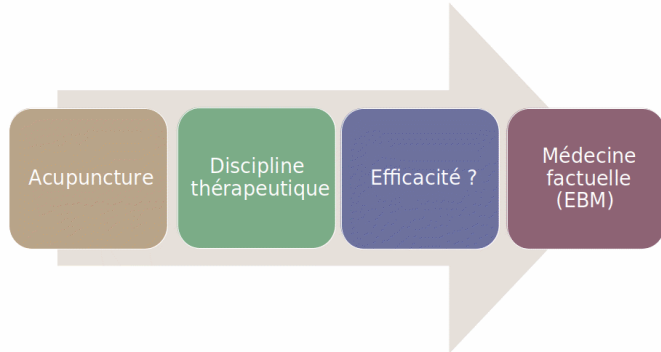 Acupuncture
Discipline
thérapeutique
Efficacité ?
Médecine
factuelle
(EBM)